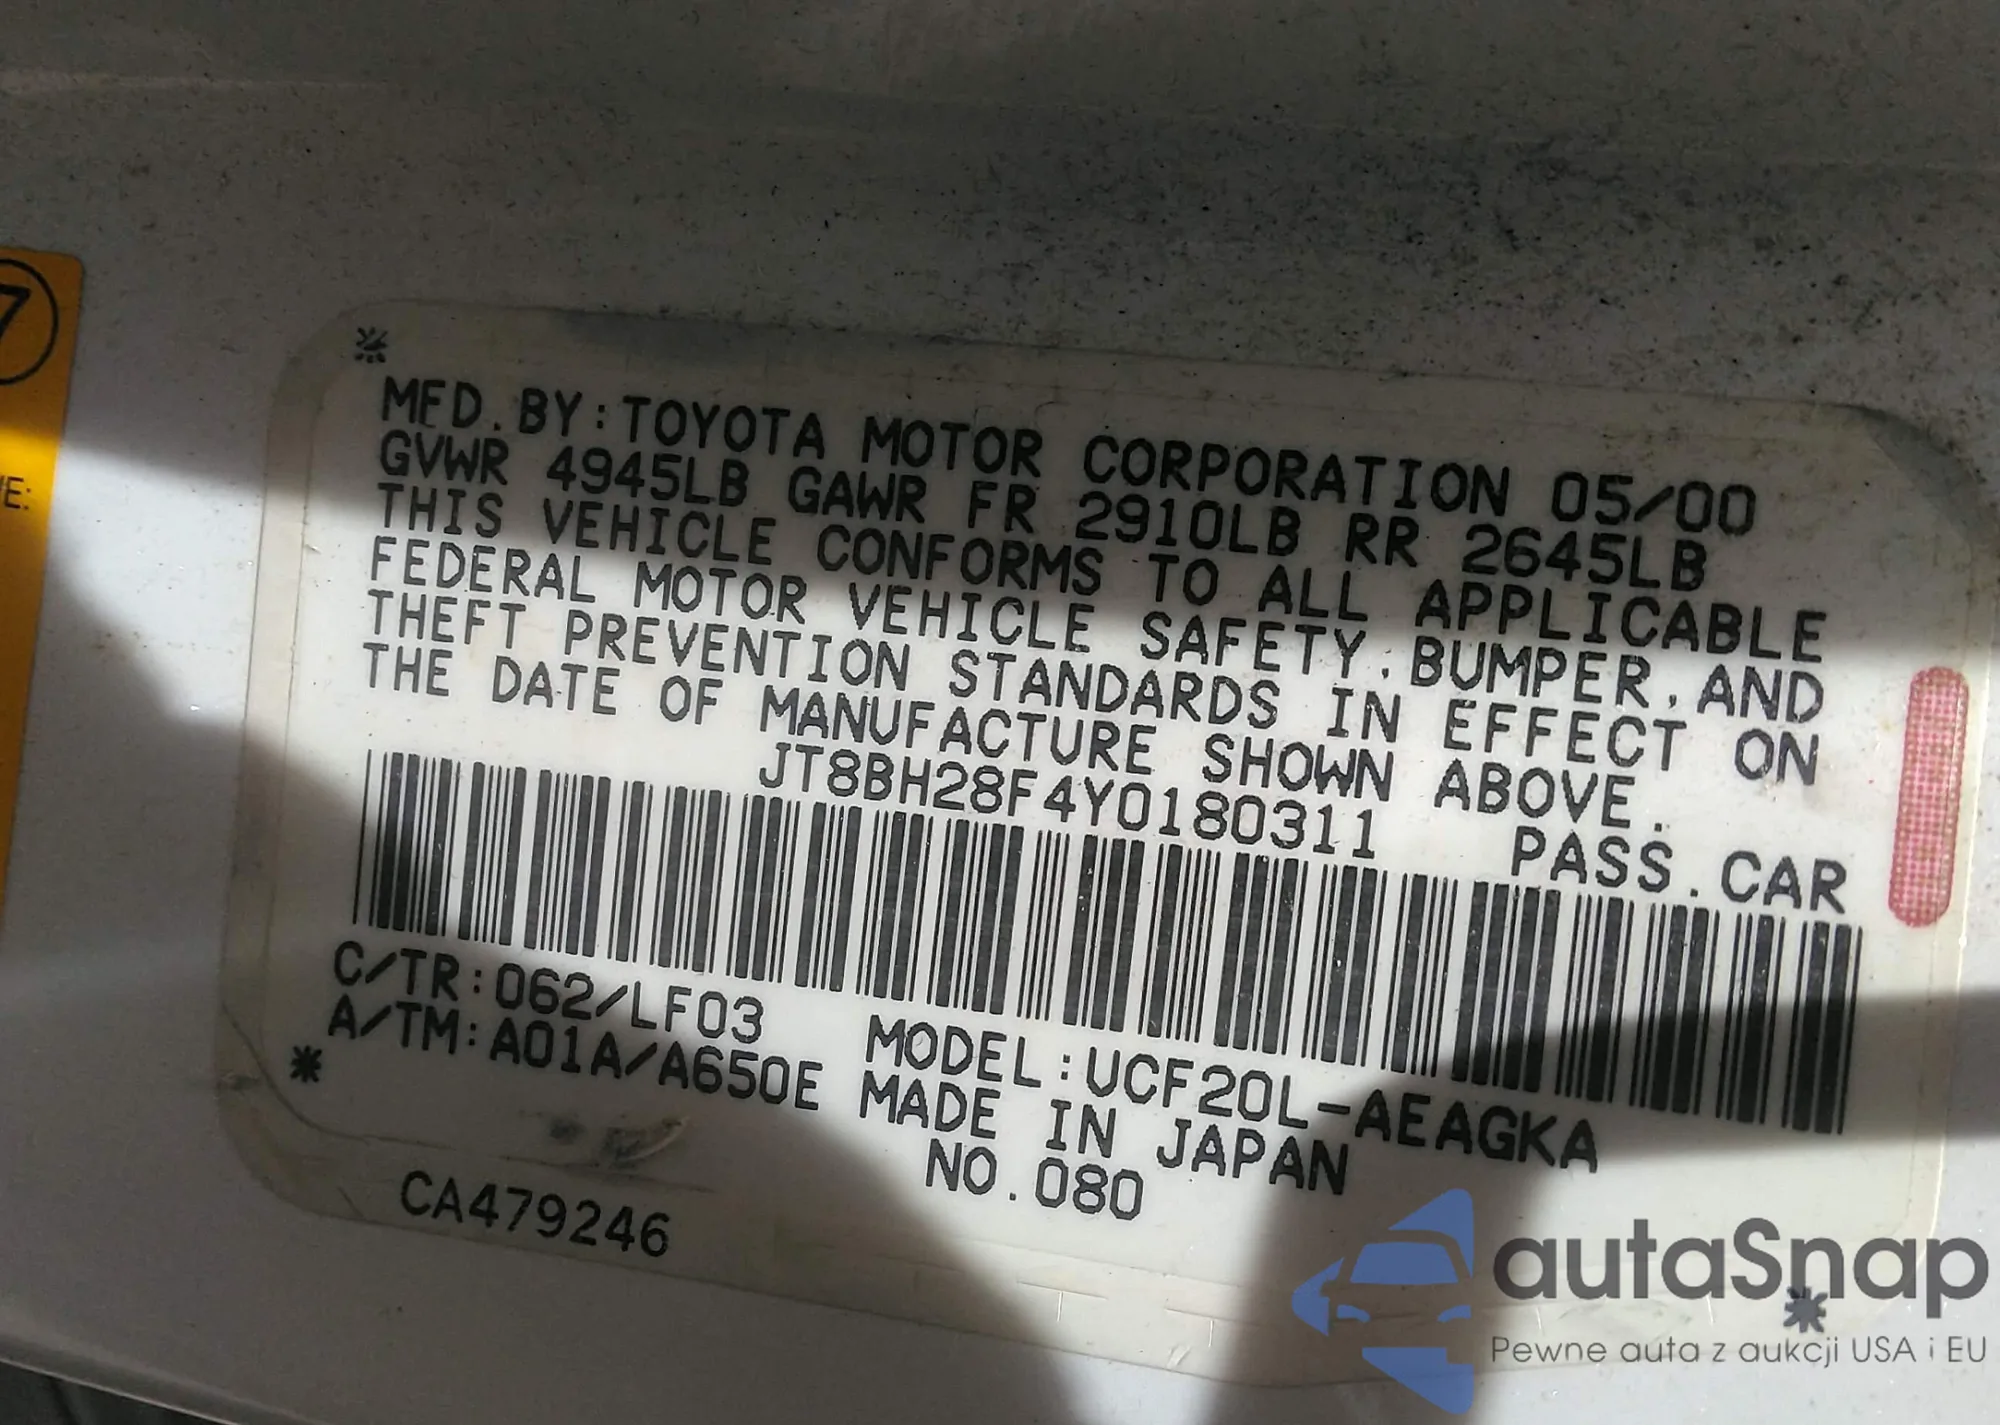 7
E:
MFD.BY:TOYOTA MOTOR CORPORATION 05/00
GVWR 4945LB GAWR FR 2910LB RR 2645LB
THIS VEHICLE CONFORMS TO ALL APPLICABLE
FEDERAL MOTOR VEHICLE SAFETY,BUMPER,AND
THEFT PREVENTION STANDARDS IN EFFECT ON
THE DATE OF MANUFACTURE SHOWN ABOVE.
JT8BH28F4Y0180311 PASS.CAR
C/TR:062/LF03 MODEL:UCF20L-AEAGKA
A/TM:A01A/A650E MADE IN JAPAN
NO.080
CA479246
autaSnap
Pewne auta z aukcji USA i EU